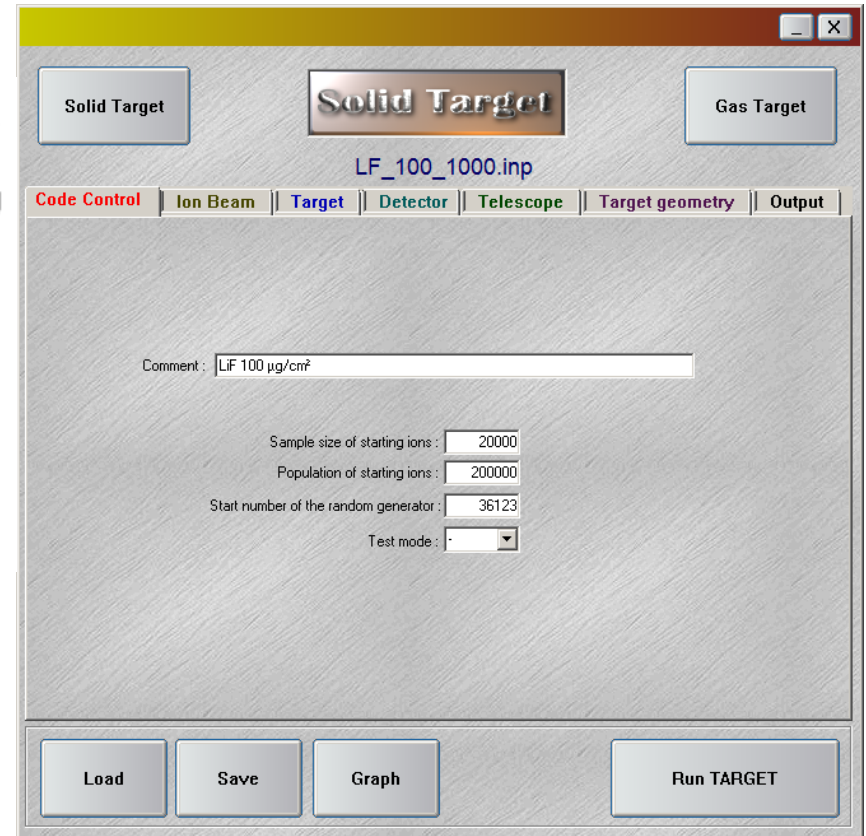 Solid Target
Solid Target
Gas Target
LF_100_1000.inp
Code Control Ion Beam Target Detector Telescope Target geometry Output
Comment : LiF 100 µg/cm²
Sample size of starting ions : 20000
Population of starting ions : 200000
Start number of the random generator : 36123
Test mode : -
Load Save Graph Run TARGET